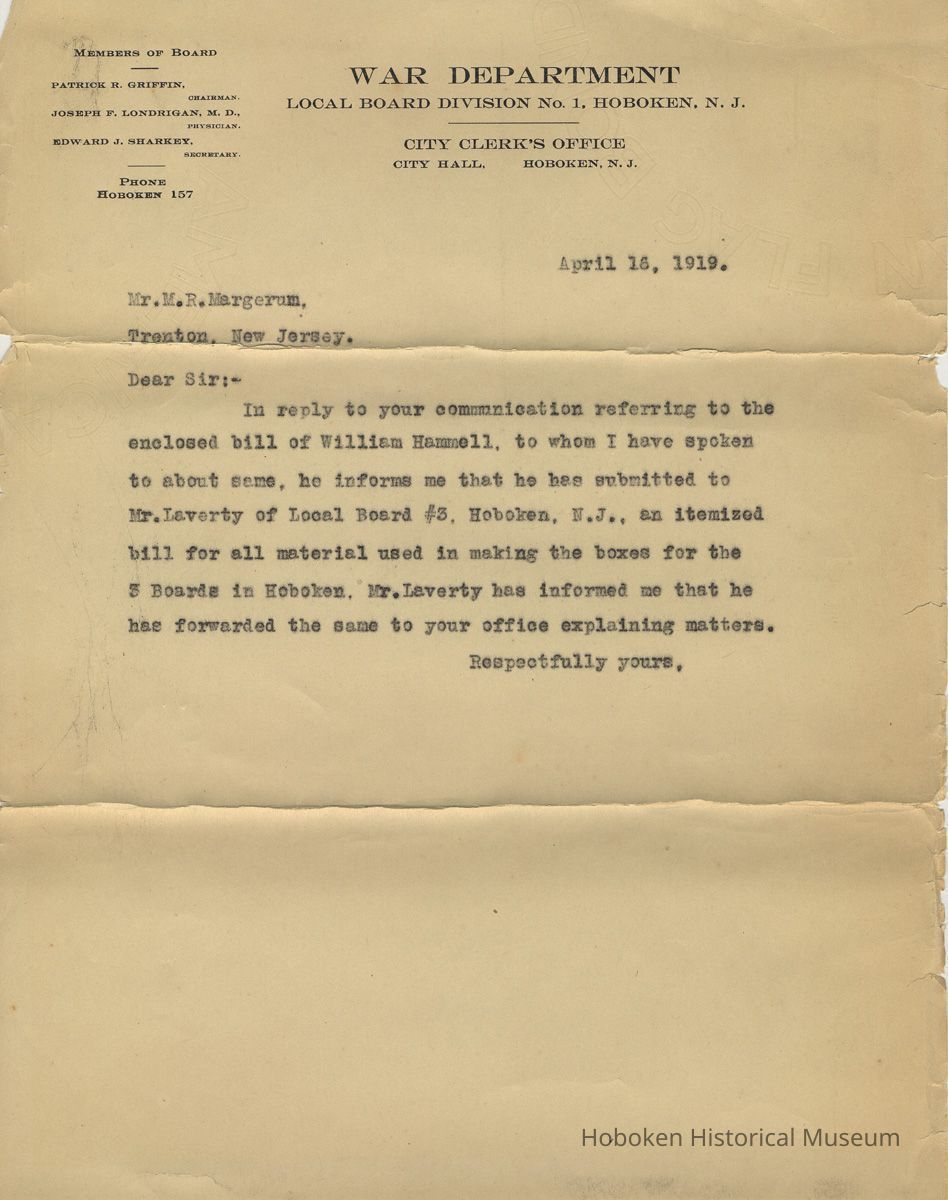 MEMBERS OF BOARD
PATRICK R. GRIFFIN,
CHAIRMAN.
JOSEPH F. LONDRIGAN, M. D.,
PHYSICIAN.
EDWARD J. SHARKEY,
SECRETARY.
PHONE
HOBOKEN 157
WAR DEPARTMENT
LOCAL BOARD DIVISION No. 1, HOBOKEN, N. J.
CITY CLERK'S OFFICE
CITY HALL, HOBOKEN, N. J.
April 16, 1919.
Mr.M.R.Margerum,
Trenton, New Jersey.
Dear Sir:-
In reply to your communication referring to the
enclosed bill of William Hammell, to whom I have spoken
to about same, he informs me that he has submitted to
Mr.Laverty of Local Board #3, Hoboken, N.J., an itemized
bill for all material used in making the boxes for the
3 Boards in Hoboken. Mr.Laverty has informed me that he
has forwarded the same to your office explaining matters.
Respectfully yours,
Hoboken Historical Museum